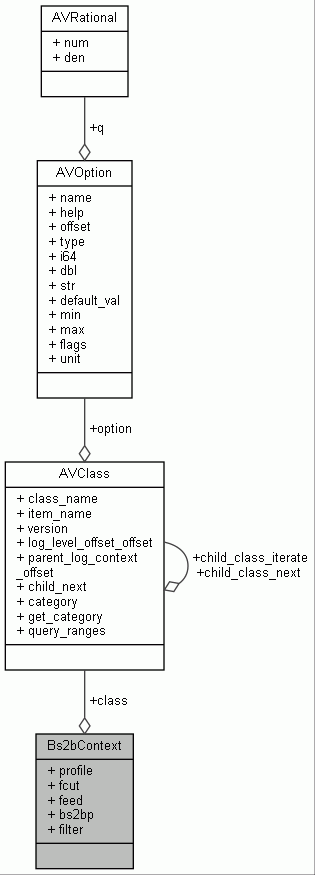 AVRational
+ num
+ den
+q
AVOption
+ name
+ help
+ offset
+ type
+ i64
+ dbl
+ str
+ default_val
+ min
+ max
+ flags
+ unit
+option
AVClass
+ class_name
+ item_name
+ version
+ log_level_offset_offset
+ parent_log_context
_offset
+ child_next
+ category
+ get_category
+ query_ranges
+child_class_iterate
+child_class_next
+class
Bs2bContext
+ profile
+ fcut
+ feed
+ bs2bp
+ filter